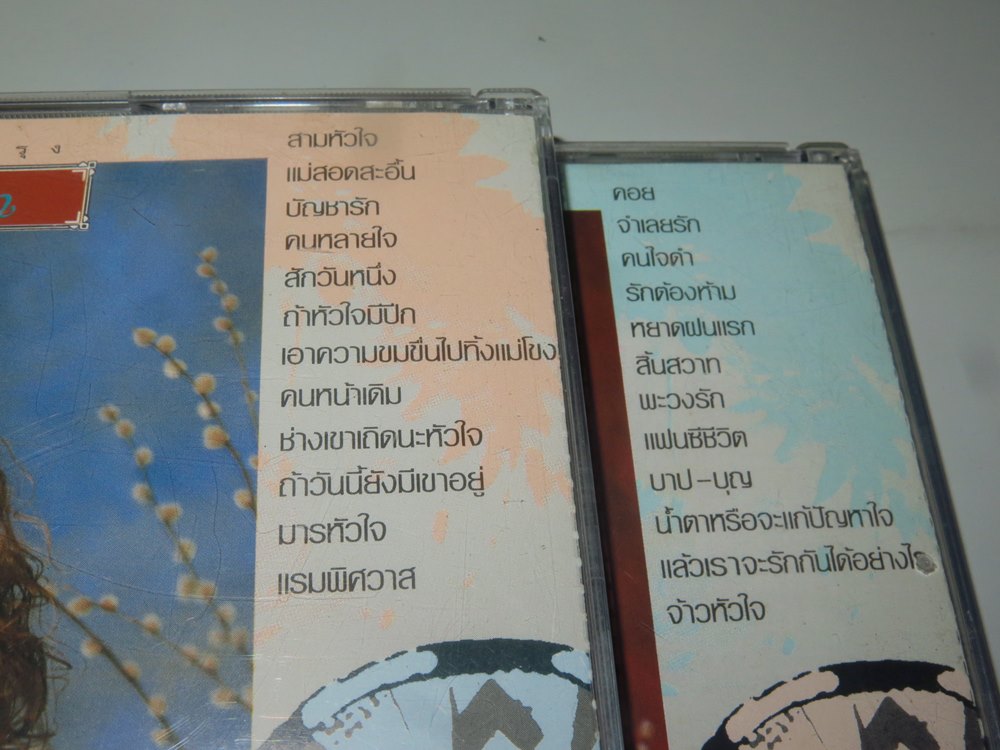 สามหัวใจ
แม่สอดสะอื้น
บัญชารัก
คนหลายใจ
สักวันหนึ่ง
ถ้าหัวใจมีปีก
เอาความขมขื่นไปทิ้งแม่โขง
คนหน้าเดิม
ช่างเขาเถิดนะหัวใจ
ถ้าวันนี้ยังมีเขาอยู่
มารหัวใจ
แรมพิศวาส
คอย
จำเลยรัก
คนใจดำ
รักต้องห้าม
หยาดฝนแรก
สิ้นสวาท
พะวงรัก
แฟนซีชีวิต
บาป-บุญ
น้ำตาหรือจะแก้ปัญหาใจ
แล้วเราจะรักกันได้อย่างไร
จ้าวหัวใจ